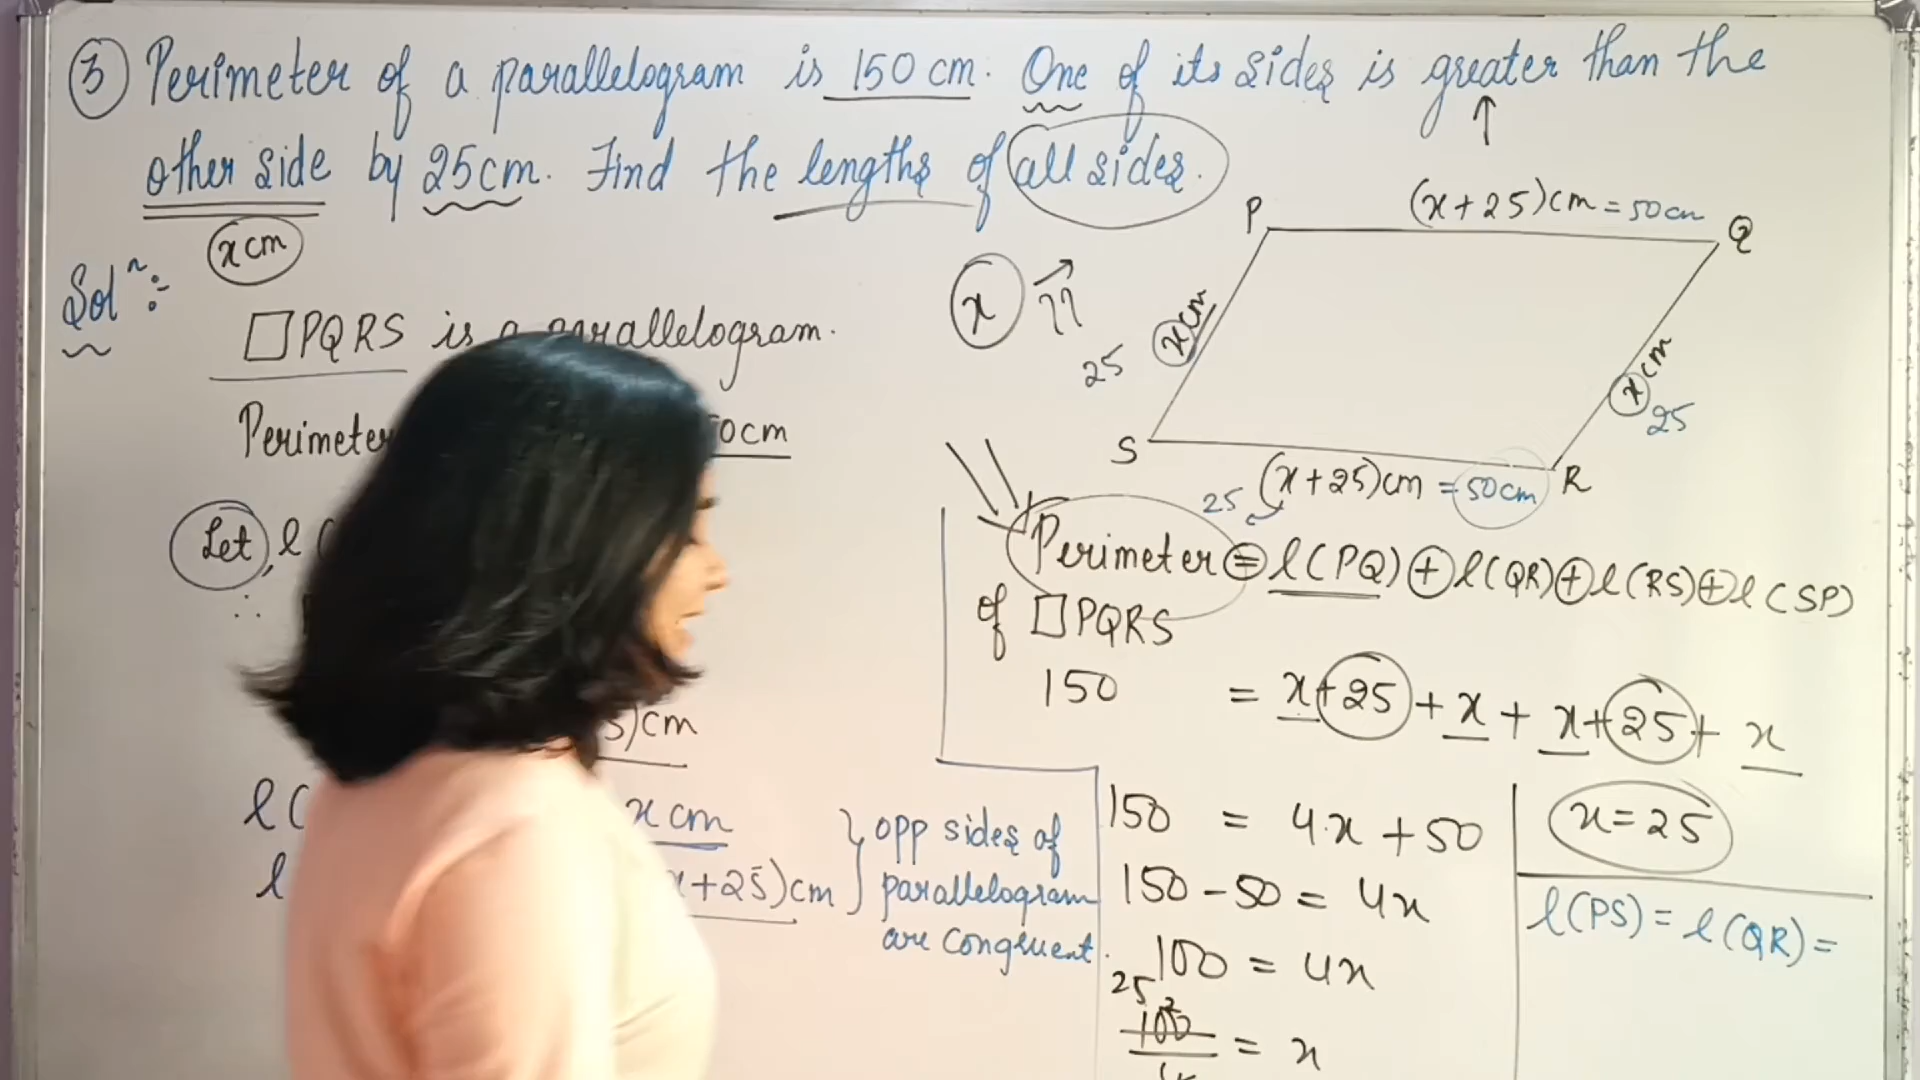 ③ Perimeter of a parallelogram is 150 cm. One of its sides is greater than the
other side by 25cm. Find the lengths of all sides.
x cm
Solⁿ :-
□PQRS is a parallelogram.
Perimeter 0cm
Let, l (
∴
5)cm
l( x cm
l x+25)cm
} opp sides of
parallelogram
are congruent.
P (x+25)cm = 50cm Q
x ↑↑
25 x cm
x cm 25
S (x+25)cm = 50cm R
25
Perimeter = l(PQ) + l(QR) + l(RS) + l(SP)
of □PQRS
150 = x+25 + x + x+25 + x
150 = 4x + 50
150 - 50 = 4x
100 = 4x
25
100 = x
x = 25
l(PS) = l(QR) =